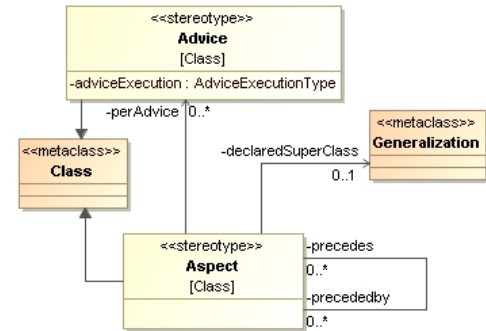 <<stereotype>>
Advice
[Class]
-adviceExecution : AdviceExecutionType
-perAdvice 0..*
<<metaclass>>
Class
<<metaclass>>
Generalization
-declaredSuperClass
0..1
<<stereotype>>
Aspect
[Class]
-precedes
0..*
-precededby
0..*